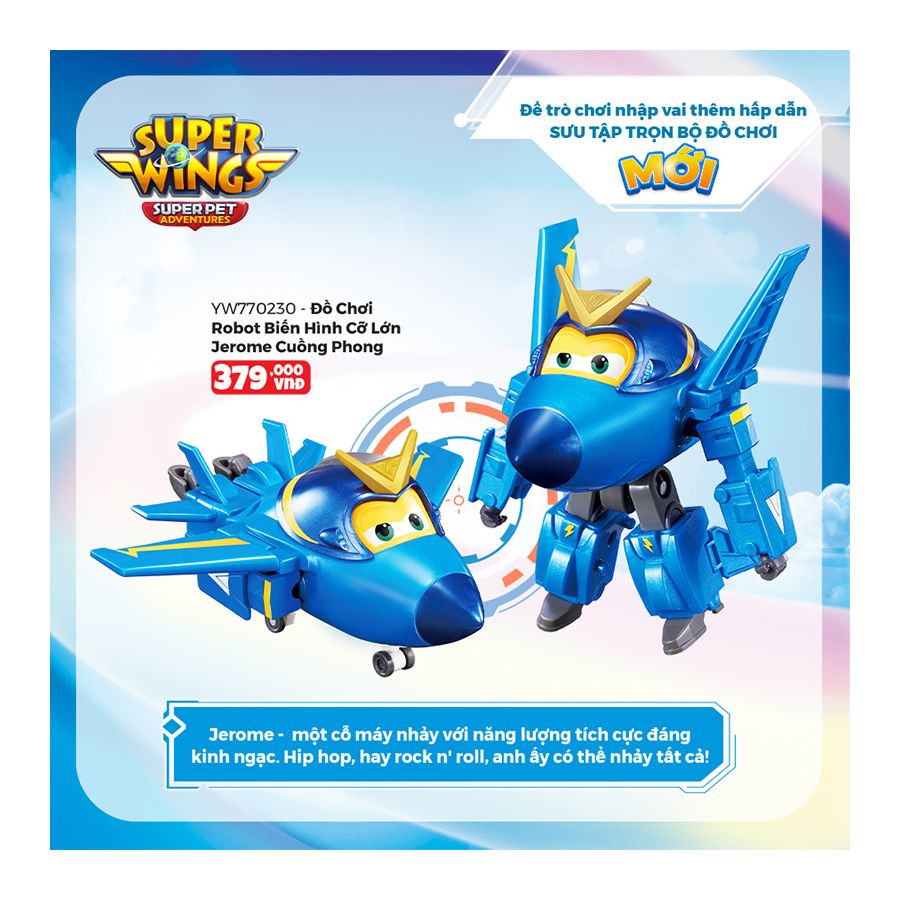 SUPER
WINGS
SUPER PET
ADVENTURES
Để trò chơi nhập vai thêm hấp dẫn
SƯU TẬP TRỌN BỘ ĐỒ CHƠI
MỚI
YW770230 - Đồ Chơi
Robot Biến Hình Cỡ Lớn
Jerome Cuồng Phong
379.000 VNĐ
Jerome - một cỗ máy nhảy với năng lượng tích cực đáng
kinh ngạc. Hip hop, hay rock n' roll, anh ấy có thể nhảy tất cả!